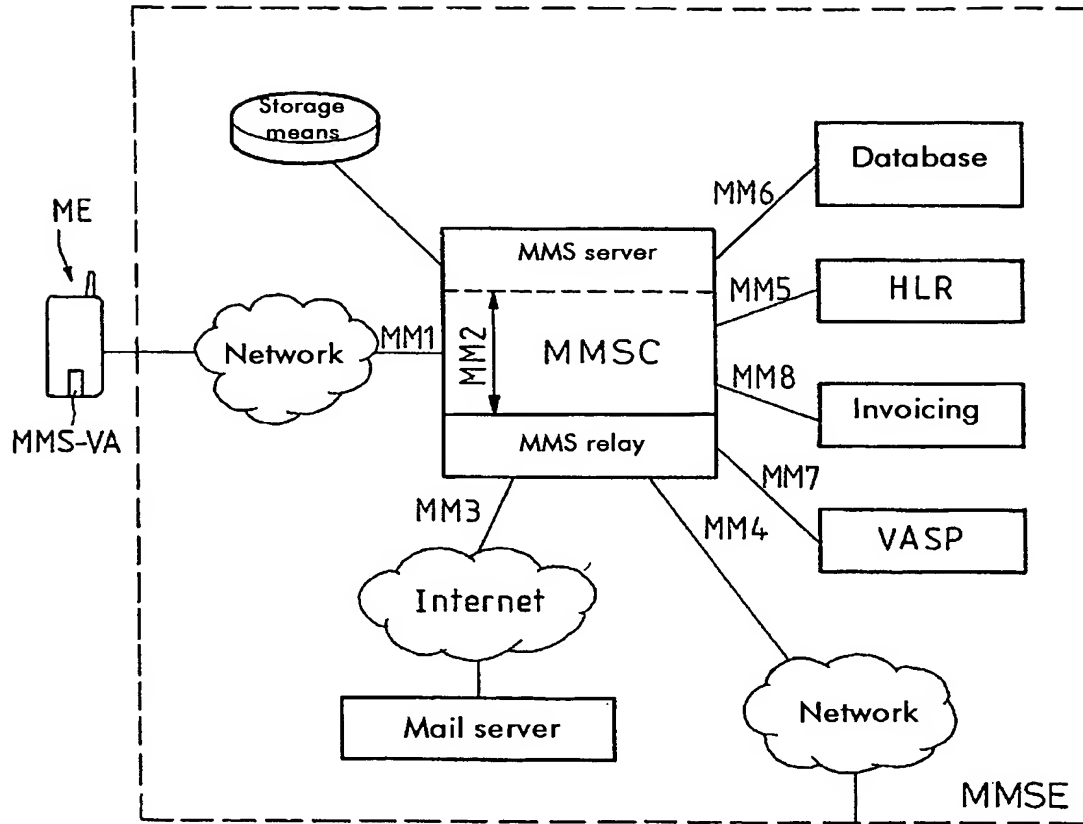 Storage
means
Database
MM6
ME
MMS server
MM5
HLR
Network
MM1
MM2
MMSC
MM8
Invoicing
MMS-VA
MMS relay
MM7
MM3
MM4
VASP
Internet
Mail server
Network
MMSE